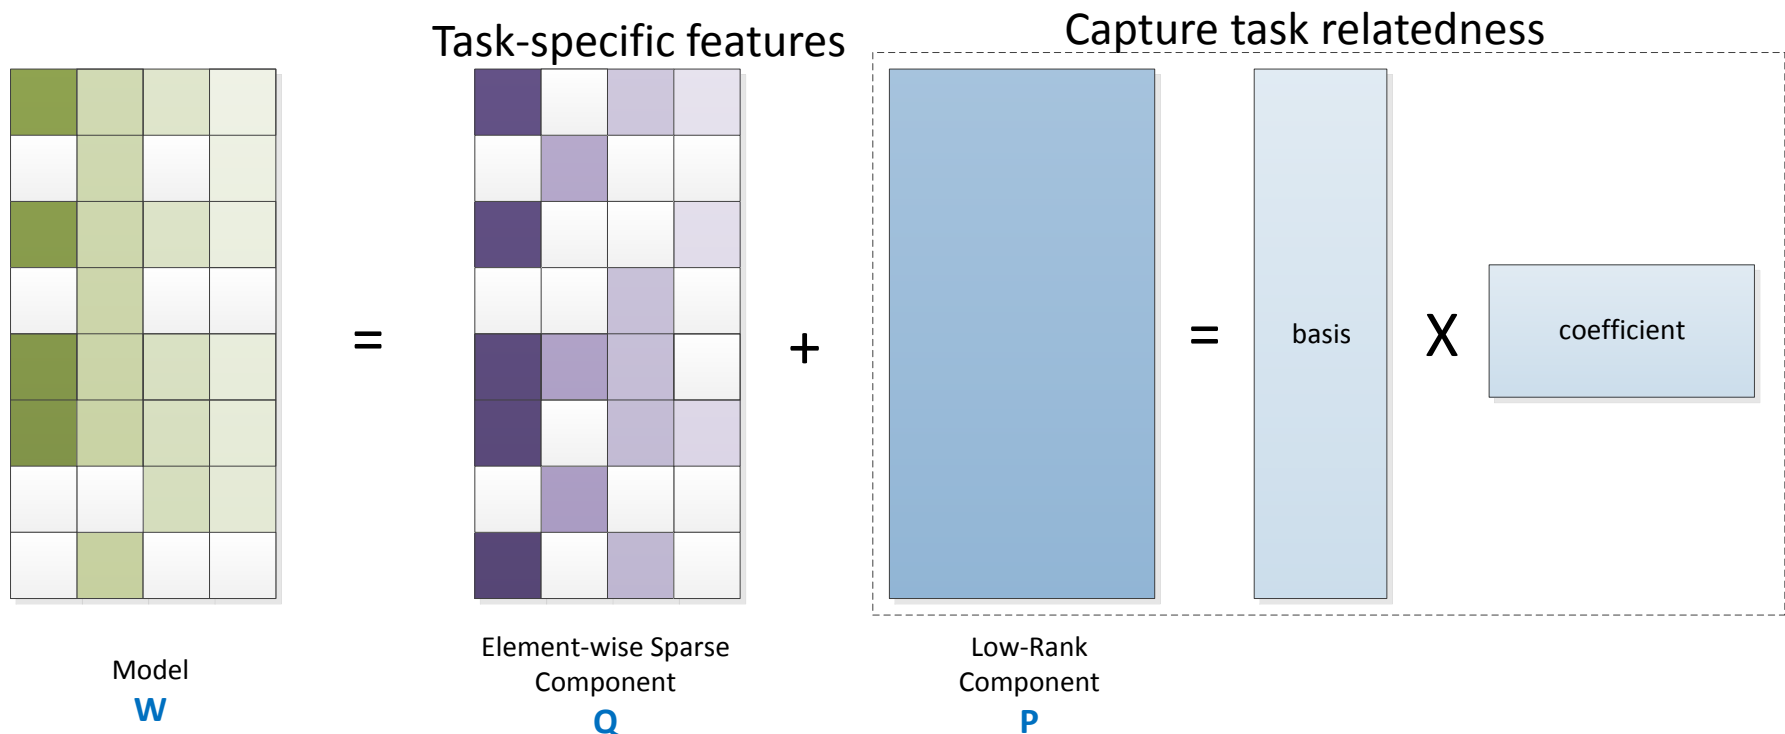 Task-specific features
Capture task relatedness
=
+
=
basis
X
coefficient
Model
W
Element-wise Sparse
Component
Q
Low-Rank
Component
P